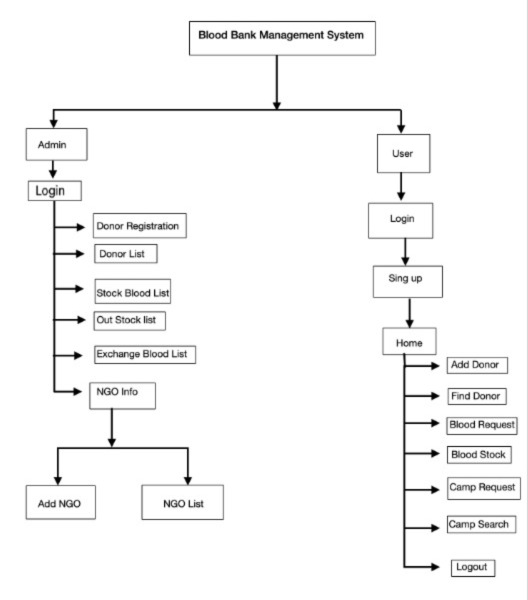 Blood Bank Management System
Admin
User
Login
Login
Donor Registration
Donor List
Sing up
Stock Blood List
Out Stock list
Home
Exchange Blood List
Add Donor
NGO Info
Find Donor
Blood Request
Blood Stock
Camp Request
Add NGO
NGO List
Camp Search
Logout